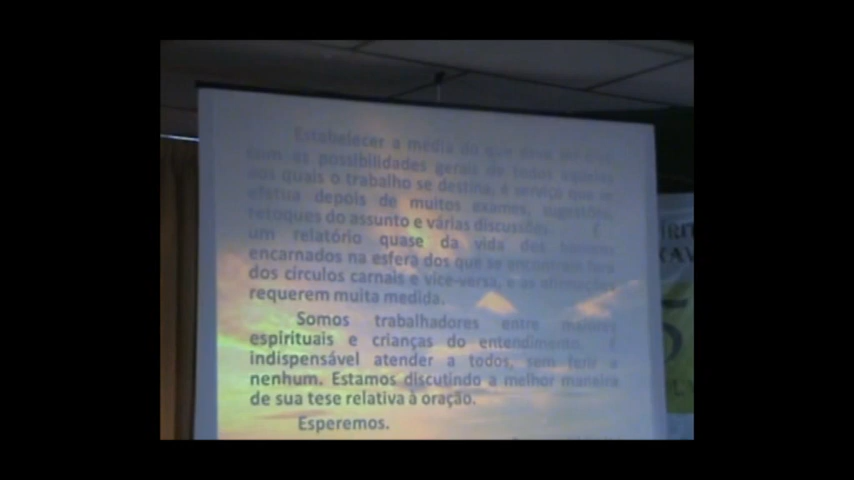 Estabelecer a média do que deve ser dito,
com as possibilidades gerais de
aos quais o trabalho se destina, é serviço que se
efetua depois de muitos exames, sugestões,
retoques do assunto e várias discussões. É
um relatório quase da vida dos homens
encarnados na esfera dos que se encontram fora
dos círculos carnais e vice-versa, e as afirmações
requerem muita medida.
Somos trabalhadores entre maiores
espirituais e crianças do entendimento. É
indispensável atender a todos, sem ferir a
nenhum. Estamos discutindo a melhor maneira
de sua tese relativa à oração.
Esperemos.